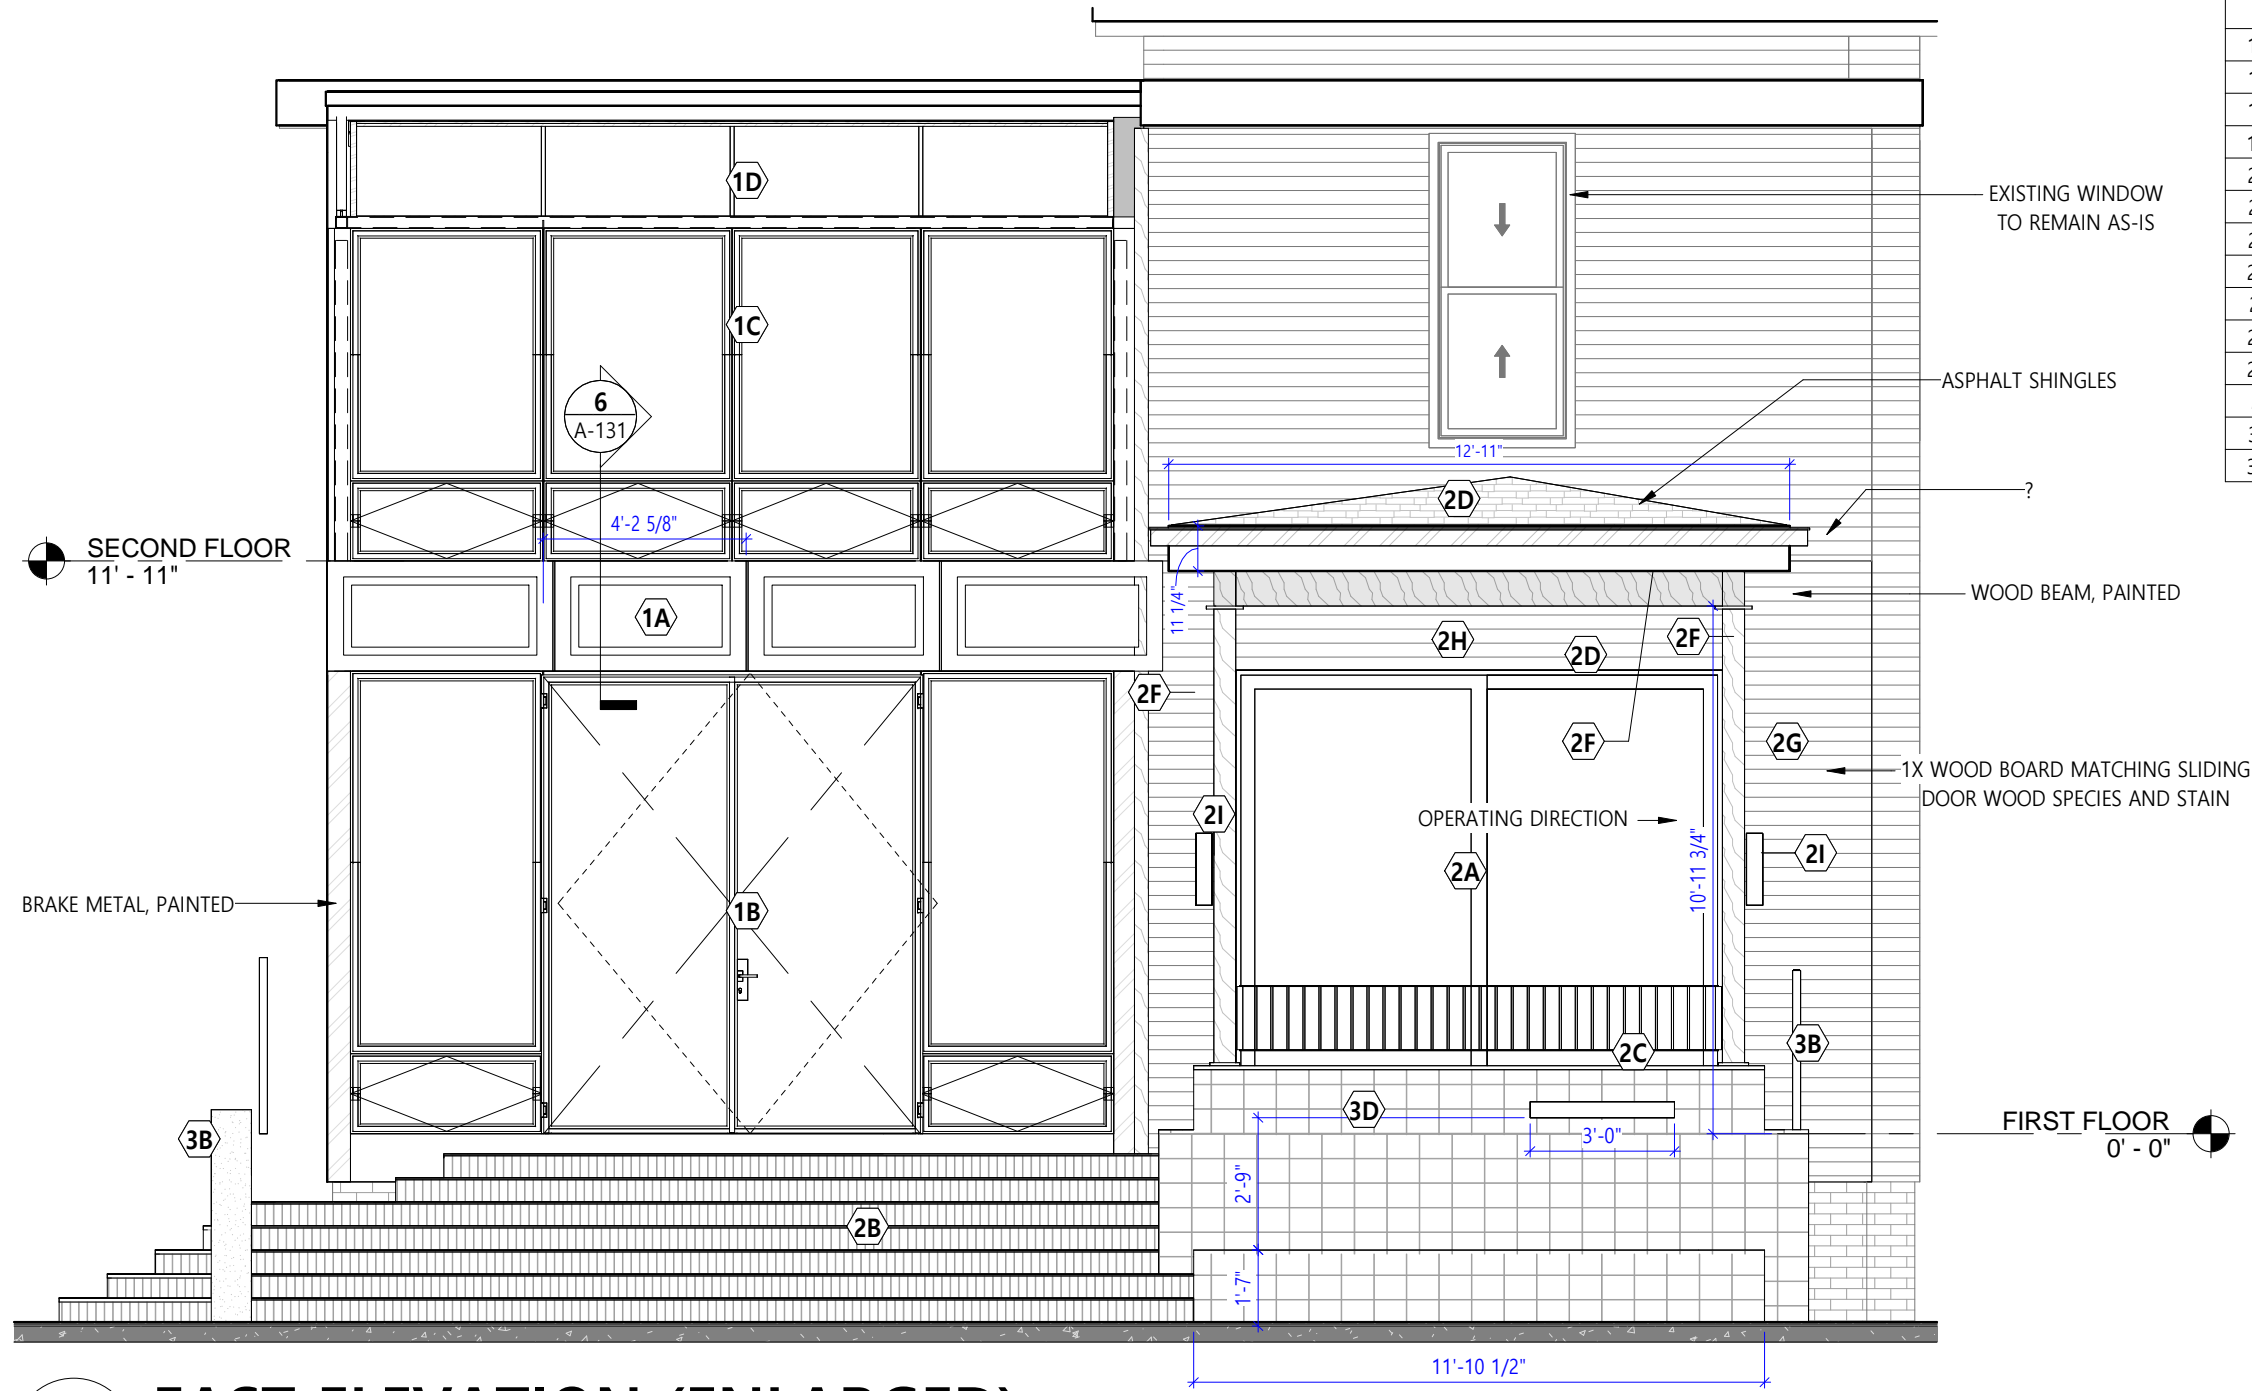 1D
EXISTING WINDOW
TO REMAIN AS-IS
1C
ASPHALT SHINGLES
6
A-131
12'-11"
2D
?
4'-2 5/8"
SECOND FLOOR
11' - 11"
11 1/4"
WOOD BEAM, PAINTED
1A
2H
2F
2D
2F
2F
2G
1X WOOD BOARD MATCHING SLIDING
DOOR WOOD SPECIES AND STAIN
2I
OPERATING DIRECTION
10'-11 3/4"
2I
2A
BRAKE METAL, PAINTED
1B
3B
2C
3D
3B
3'-0"
FIRST FLOOR
0' - 0"
2'-9"
2B
1'-7"
11'-10 1/2"
EAST ELEVATION (ENLARGED)